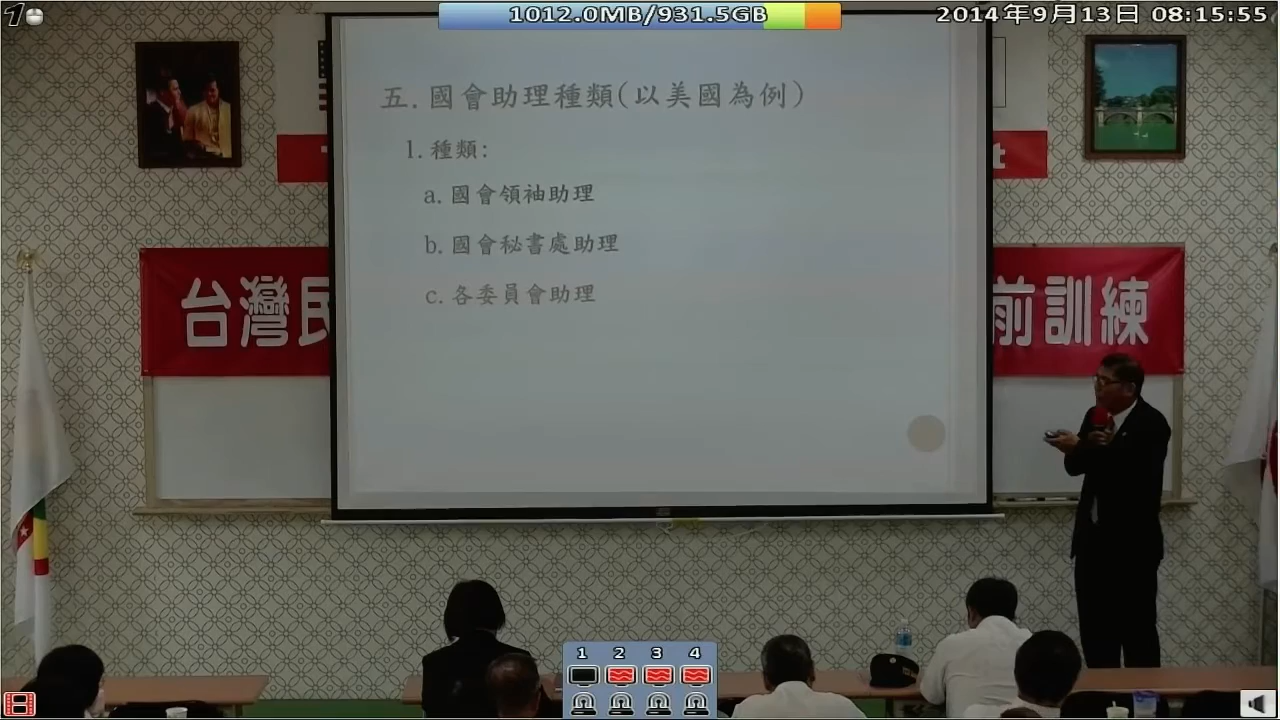 1012.0MB/931.5GB
2014年9月13日 08:15:55
五.國會助理種類(以美國為例)
1.種類:
a.國會領袖助理
b.國會秘書處助理
c.各委員會助理
t
台灣民
前訓練
1 2 3 4